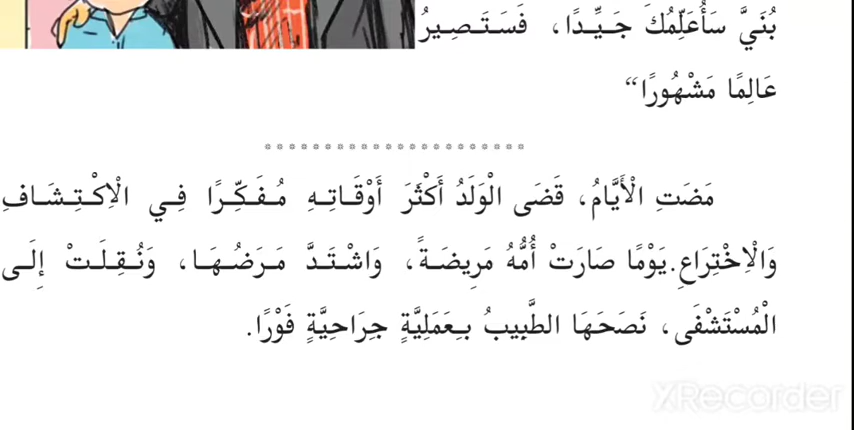 بُنَيَّ سَأُعَلِّمُكَ جَيِّدًا، فَسَتَصِيرُ
عَالِمًا مَشْهُورًا“
مَضَتِ الْأَيَّامُ، قَضَى الْوَلَدُ أَكْثَرَ أَوْقَاتِهِ مُفَكِّرًا فِي الْاِكْتِشَافِ
وَالْاِخْتِرَاعِ. يَوْمًا صَارَتْ أُمُّهُ مَرِيضَةً، وَاشْتَدَّ مَرَضُهَا، وَنُقِلَتْ إِلَى
الْمُسْتَشْفَى، نَصَحَهَا الطَّبِيبُ بِعَمَلِيَّةٍ جِرَاحِيَّةٍ فَوْرًا.
XRecorder